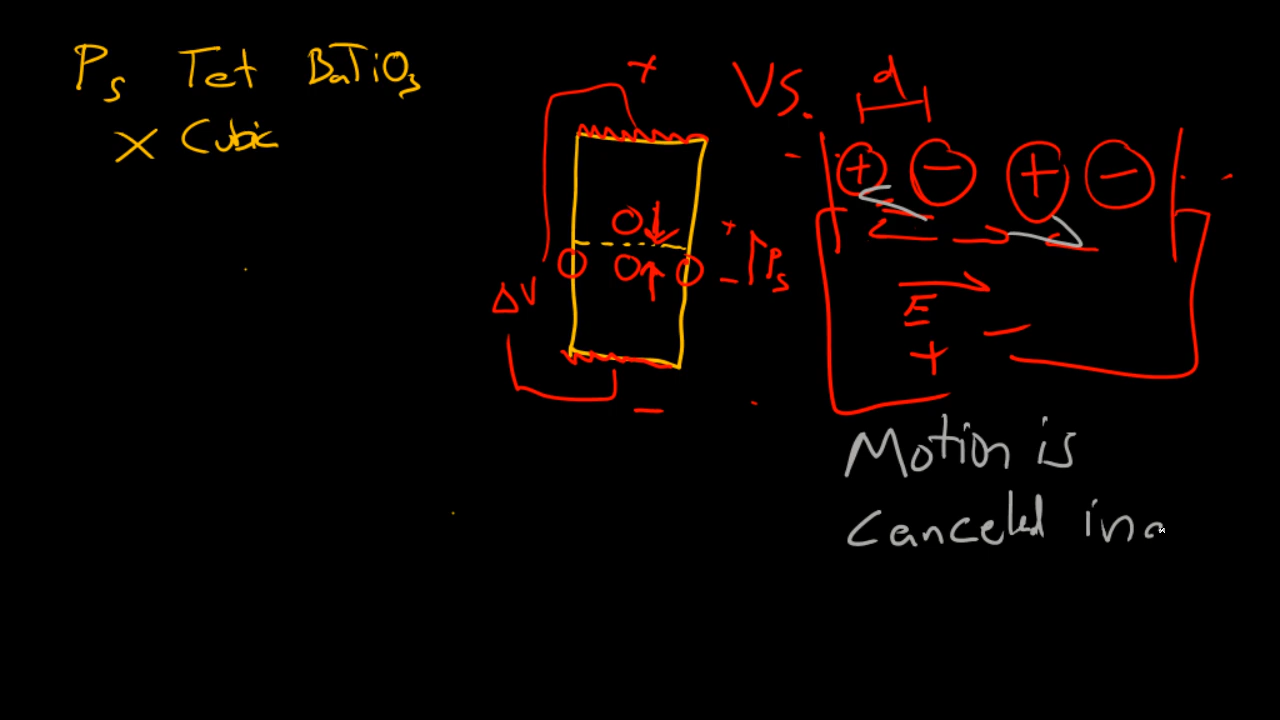 Ps Tet BaTiO3
X Cubic
+
VS.
d
- + - + -
+
- Ps
ΔV
E
+ -
-
Motion is
Canceled in a